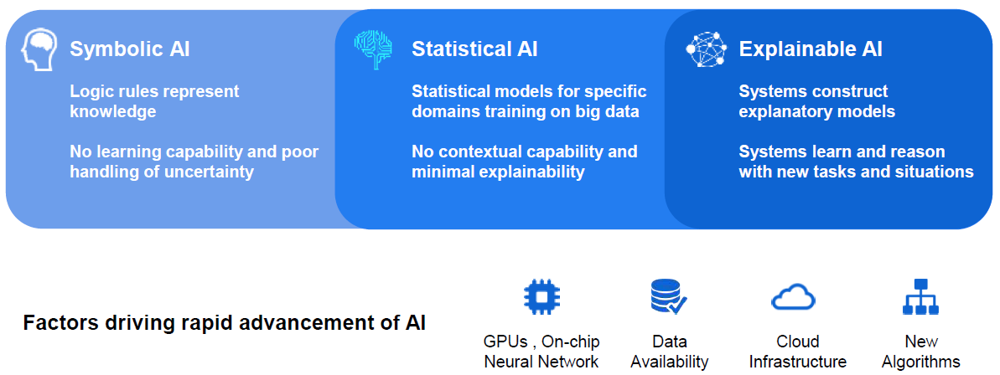 Symbolic AI
Logic rules represent
knowledge
No learning capability and poor
handling of uncertainty
Statistical AI
Statistical models for specific
domains training on big data
No contextual capability and
minimal explainability
Explainable AI
Systems construct
explanatory models
Systems learn and reason
with new tasks and situations
Factors driving rapid advancement of AI
GPUs , On-chip
Neural Network
Data
Availability
Cloud
Infrastructure
New
Algorithms